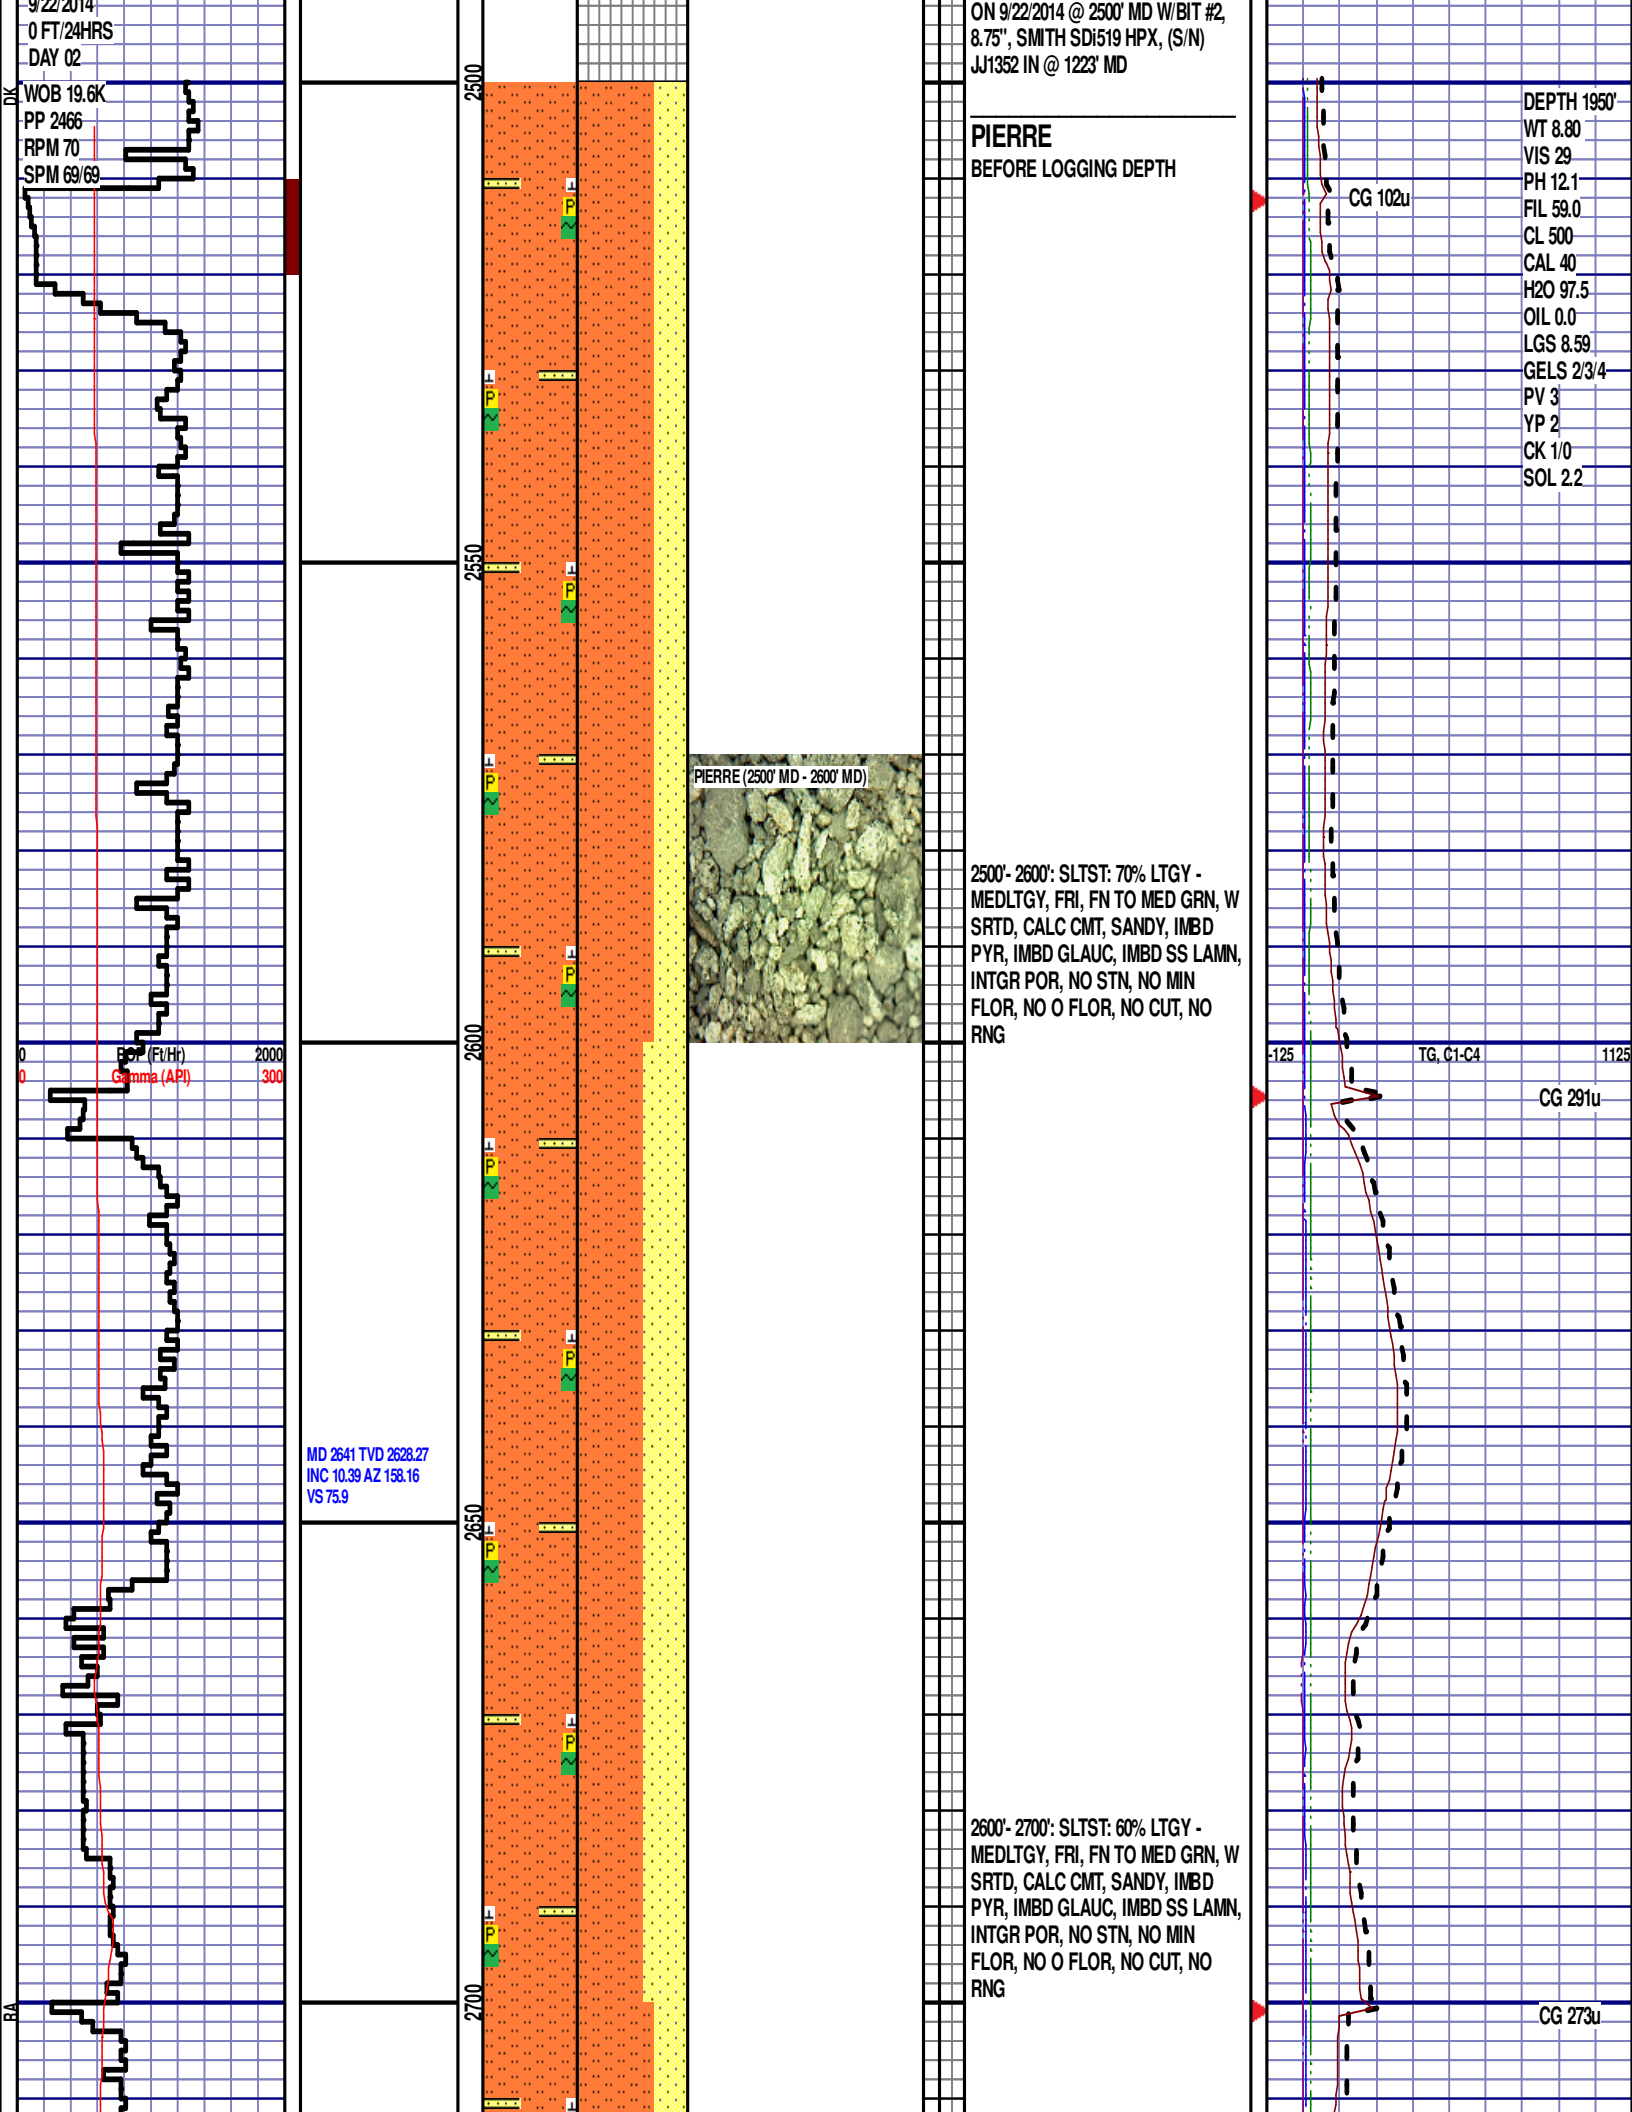 9/22/2014
0 FT/24HRS
DAY 02
DK
WOB 19.6K
PP 2466
RPM 70
SPM 69/69
2500
ON 9/22/2014 @ 2500' MD W/BIT #2,
8.75", SMITH SDi519 HPX, (S/N)
JJ1352 IN @ 1223' MD
PIERRE
BEFORE LOGGING DEPTH
CG 102u
DEPTH 1950'
WT 8.80
VIS 29
PH 12.1
FIL 59.0
CL 500
CAL 40
H2O 97.5
OIL 0.0
LGS 8.59
GELS 2/3/4
PV 3
YP 2
CK 1/0
SOL 2.2
P
P
2550
P
PIERRE (2500' MD - 2600' MD)
P
2500'- 2600': SLTST: 70% LTGY -
MEDLTGY, FRI, FN TO MED GRN, W
SRTD, CALC CMT, SANDY, IMBD
PYR, IMBD GLAUC, IMBD SS LAMN,
INTGR POR, NO STN, NO MIN
FLOR, NO O FLOR, NO CUT, NO
RNG
P
2600
0 ROP (Ft/Hr) 2000
0 Gamma (API) 300
-125 TG, C1-C4 1125
CG 291u
P
P
MD 2641 TVD 2628.27
INC 10.39 AZ 158.16
VS 75.9
2650
P
P
2600'- 2700': SLTST: 60% LTGY -
MEDLTGY, FRI, FN TO MED GRN, W
SRTD, CALC CMT, SANDY, IMBD
PYR, IMBD GLAUC, IMBD SS LAMN,
INTGR POR, NO STN, NO MIN
FLOR, NO O FLOR, NO CUT, NO
RNG
P
2700
RA
CG 273u